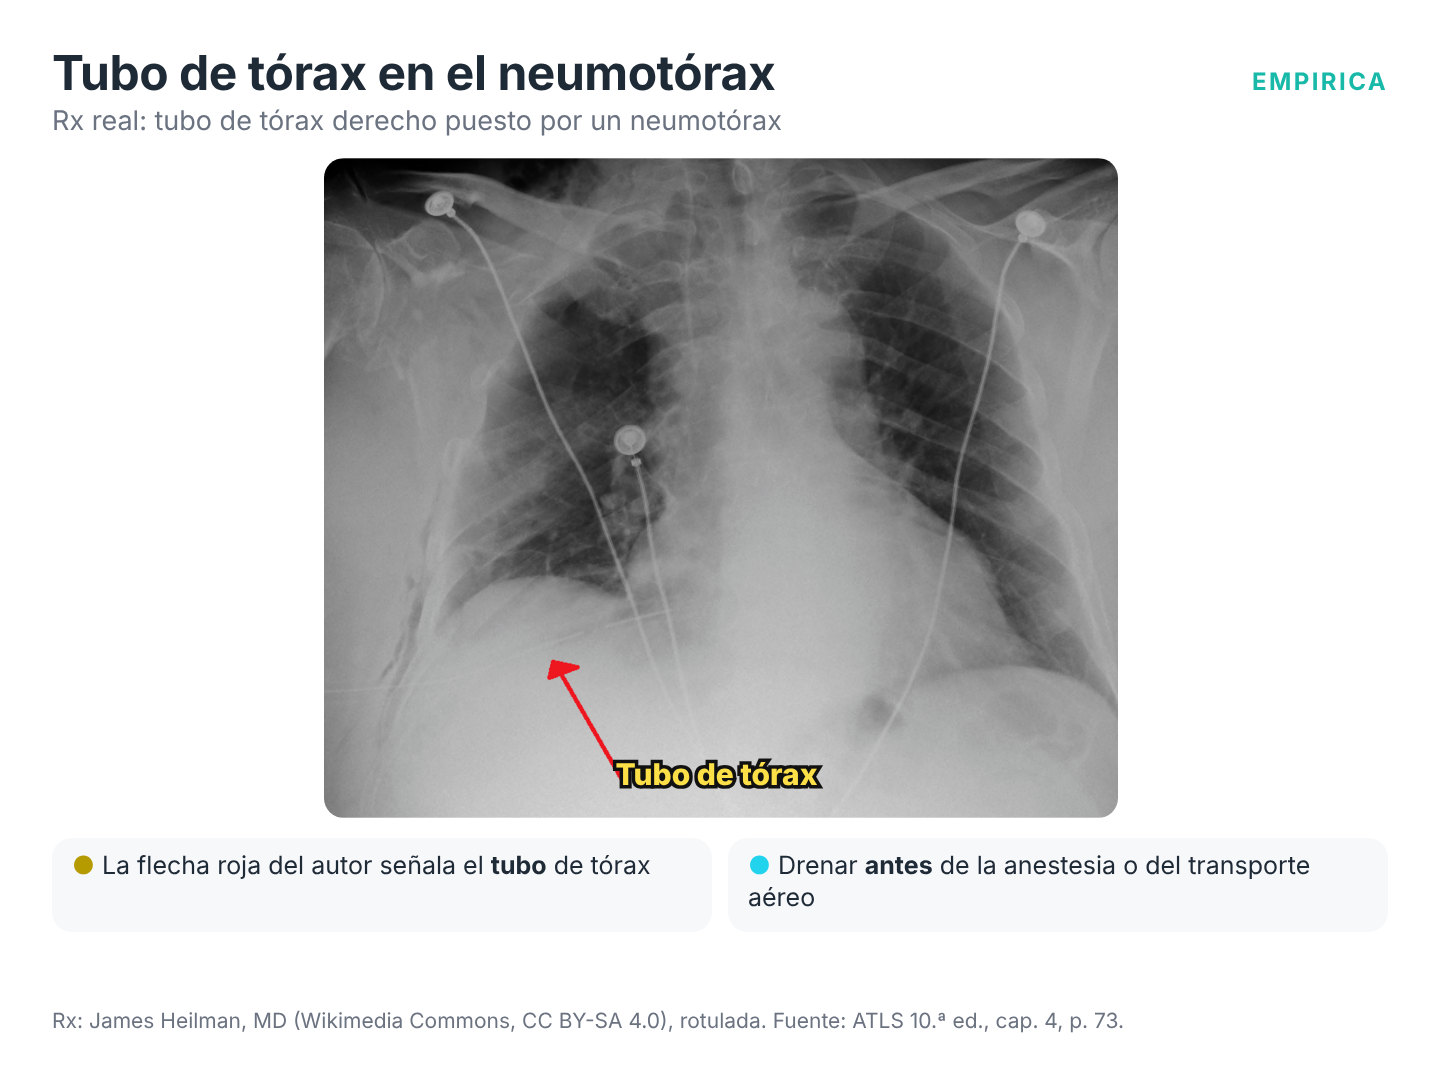 Tubo de tórax en el neumotórax
EMPIRICA
Rx real: tubo de tórax derecho puesto por un neumotórax
Tubo de tórax
La flecha roja del autor señala el tubo de tórax
Drenar antes de la anestesia o del transporte
aéreo
Rx: James Heilman, MD (Wikimedia Commons, CC BY-SA 4.0), rotulada. Fuente: ATLS 10.ª ed., cap. 4, p. 73.